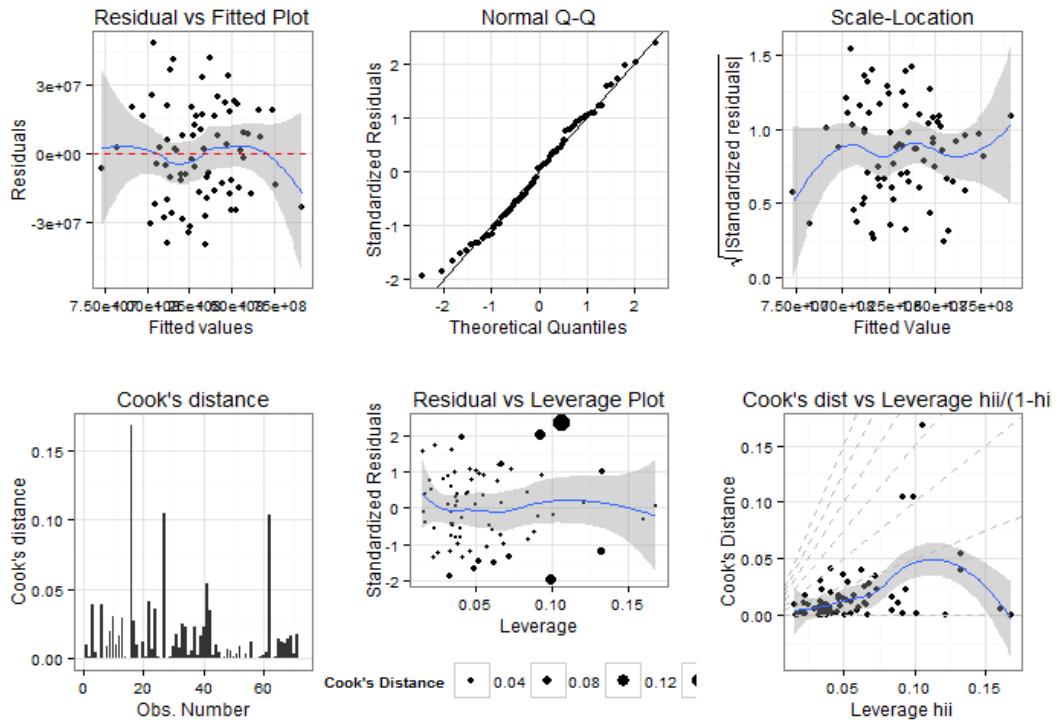 Residual vs Fitted Plot
Residuals
3e+07
0e+00
-3e+07
Fitted values
Normal Q-Q
Standardized Residuals
2
1
0
-1
-2
-2 -1 0 1 2
Theoretical Quantiles
Scale-Location
√|Standardized residuals|
1.5
1.0
0.5
0.0
Fitted Value
Cook's distance
Cook's distance
0.15
0.10
0.05
0.00
0 20 40 60
Obs. Number
Residual vs Leverage Plot
Standardized Residuals
2
1
0
-1
-2
0.05 0.10 0.15
Leverage
Cook's Distance 0.04 0.08 0.12
Cook's dist vs Leverage hii/(1-hi
Cook's Distance
0.15
0.10
0.05
0.00
0.05 0.10 0.15
Leverage hii